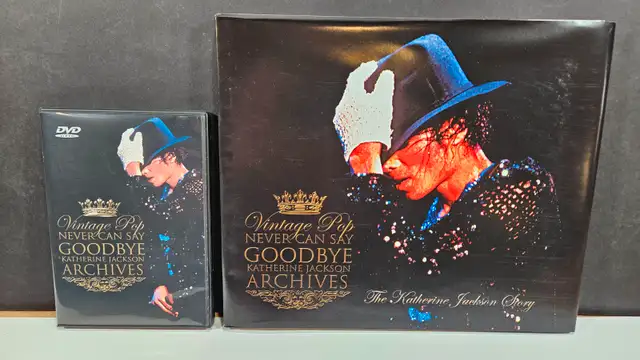 DVD
VIDEO
Vintage Pop
NEVER CAN SAY
GOODBYE
KATHERINE JACKSON
ARCHIVES
Vintage Pop
NEVER CAN SAY
GOODBYE
KATHERINE JACKSON
ARCHIVES
The Katherine Jackson Story